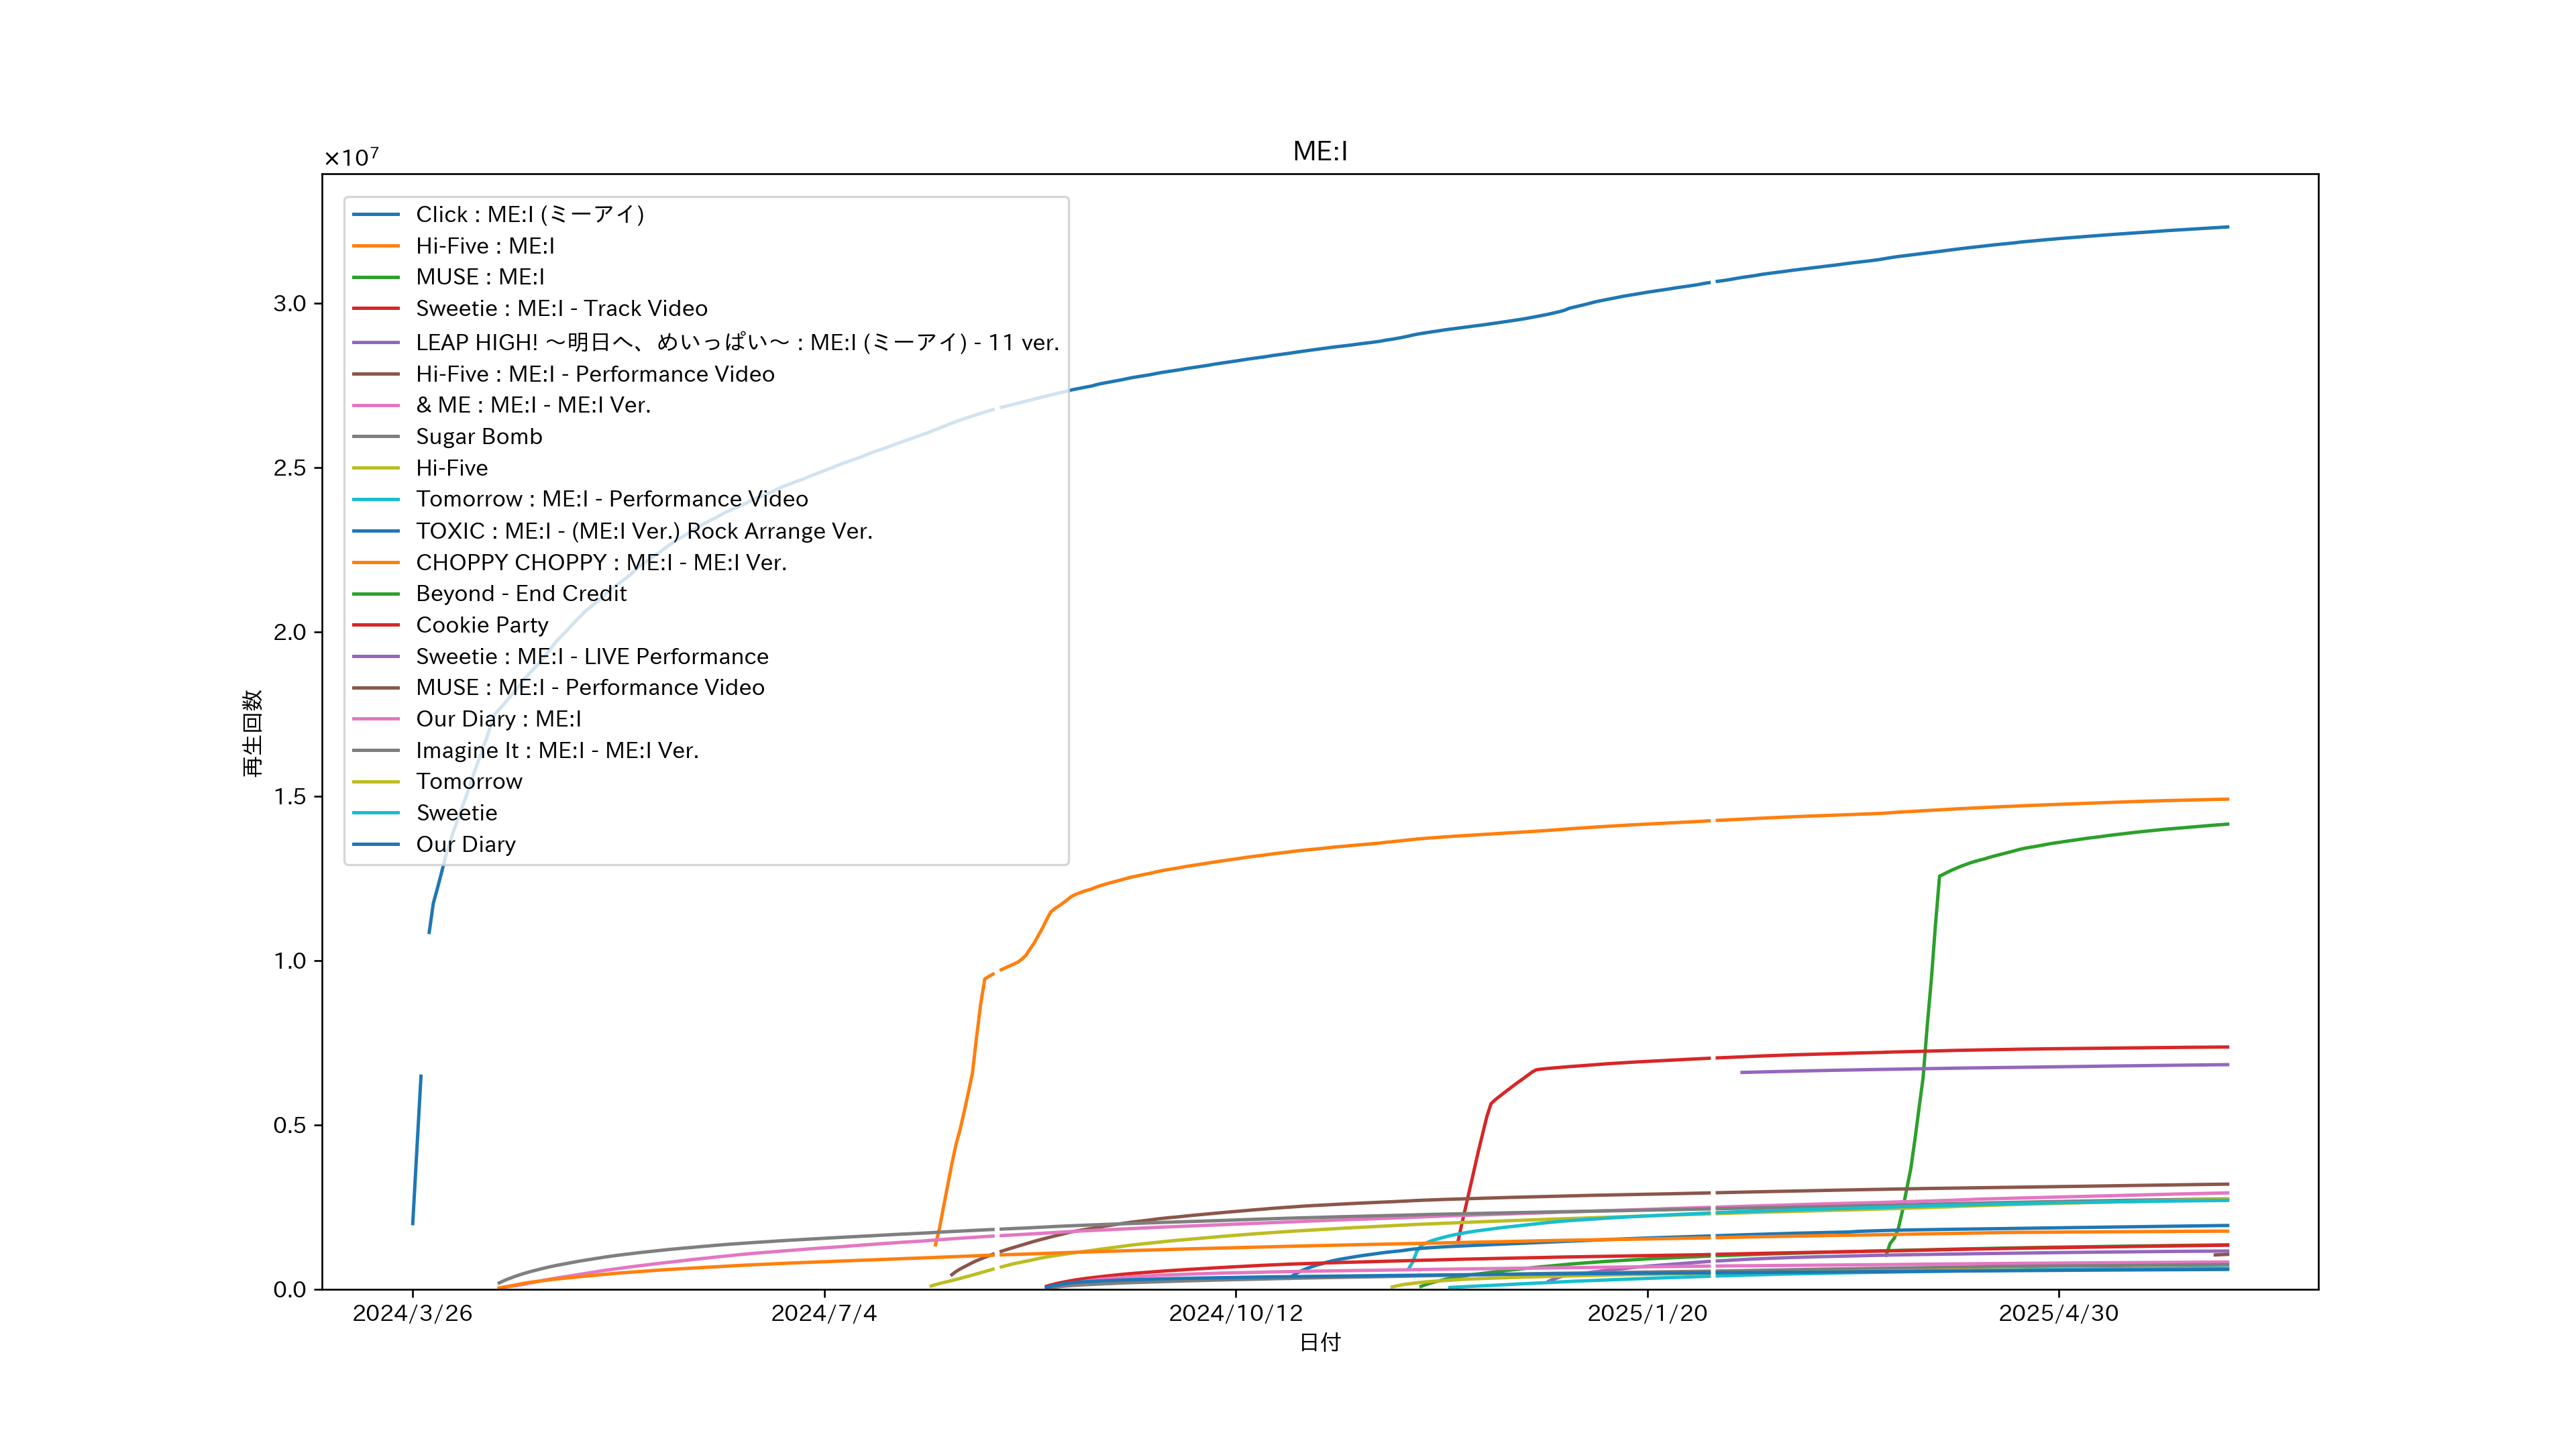 ME:I
×10⁷
Click : ME:I (ミーアイ)
Hi-Five : ME:I
MUSE : ME:I
Sweetie : ME:I - Track Video
LEAP HIGH! 〜明日へ、めいっぱい〜 : ME:I (ミーアイ) - 11 ver.
Hi-Five : ME:I - Performance Video
& ME : ME:I - ME:I Ver.
Sugar Bomb
Hi-Five
Tomorrow : ME:I - Performance Video
TOXIC : ME:I - (ME:I Ver.) Rock Arrange Ver.
CHOPPY CHOPPY : ME:I - ME:I Ver.
Beyond - End Credit
Cookie Party
Sweetie : ME:I - LIVE Performance
MUSE : ME:I - Performance Video
Our Diary : ME:I
Imagine It : ME:I - ME:I Ver.
Tomorrow
Sweetie
Our Diary
3.0
2.5
2.0
1.5
1.0
0.5
0.0
再生回数
2024/3/26
2024/7/4
2024/10/12
2025/1/20
2025/4/30
日付